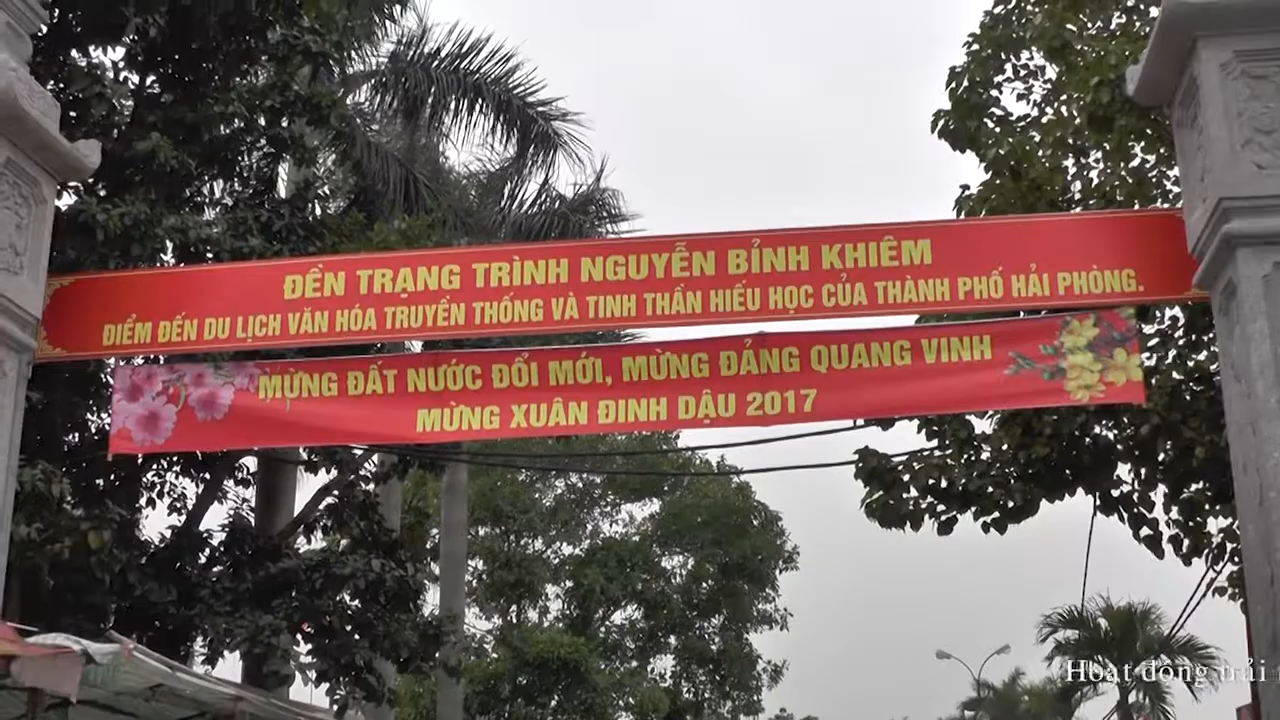 ĐỀN TRẠNG TRÌNH NGUYỄN BỈNH KHIÊM
ĐIỂM ĐẾN DU LỊCH VĂN HÓA TRUYỀN THỐNG VÀ TINH THẦN HIẾU HỌC CỦA THÀNH PHỐ HẢI PHÒNG.
MỪNG ĐẤT NƯỚC ĐỔI MỚI, MỪNG ĐẢNG QUANG VINH
MỪNG XUÂN ĐINH DẬU 2017
Hoạt động trải